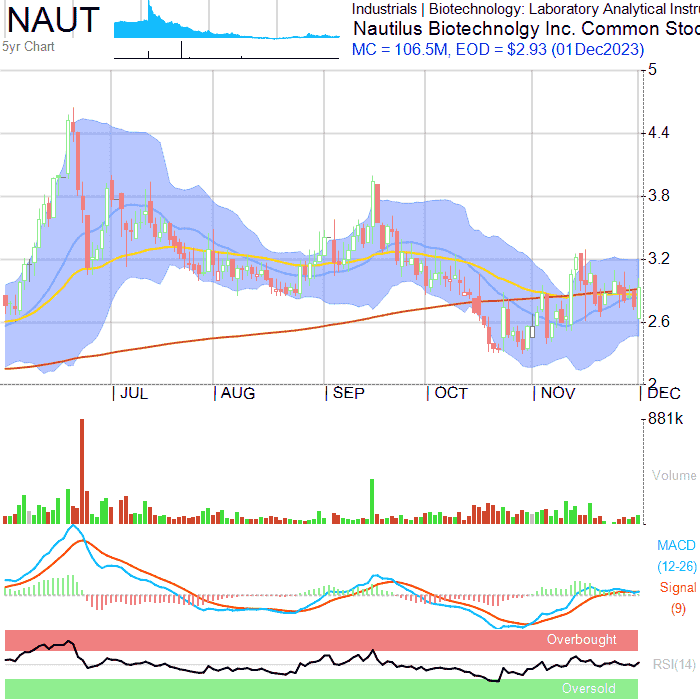 NAUT
5yr Chart
Industrials | Biotechnology: Laboratory Analytical Instru
Nautilus Biotechnolgy Inc. Common Stoc
MC = 106.5M, EOD = $2.93 (01Dec2023)
5
4.4
3.8
3.2
2.6
2
| JUL | AUG | SEP | OCT | NOV | DEC
881k
Volume
MACD
(12-26)
Signal
(9)
Overbought
RSI(14)
Oversold